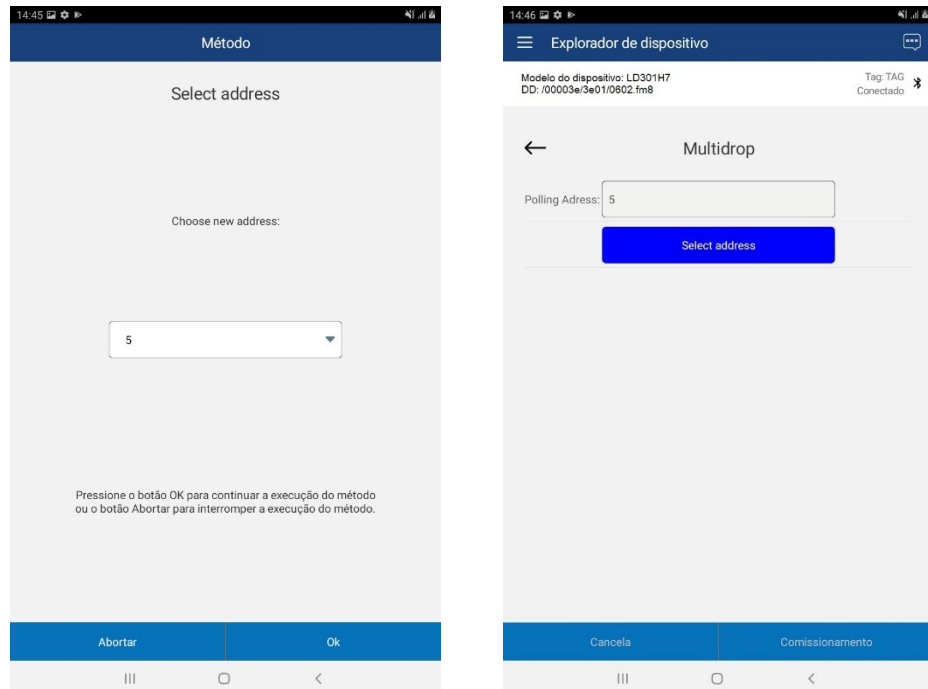 14:45
Método
Select address
Choose new address:
5
Pressione o botão OK para continuar a execução do método
ou o botão Abortar para interromper a execução do método.
Abortar
Ok
14:46
Explorador de dispositivo
Modelo do dispositivo: LD301H7
DD: /00003e/3e01/0602.fm8
Tag: TAG
Conectado
Multidrop
Polling Adress: 5
Select address
Cancela
Comissionamento